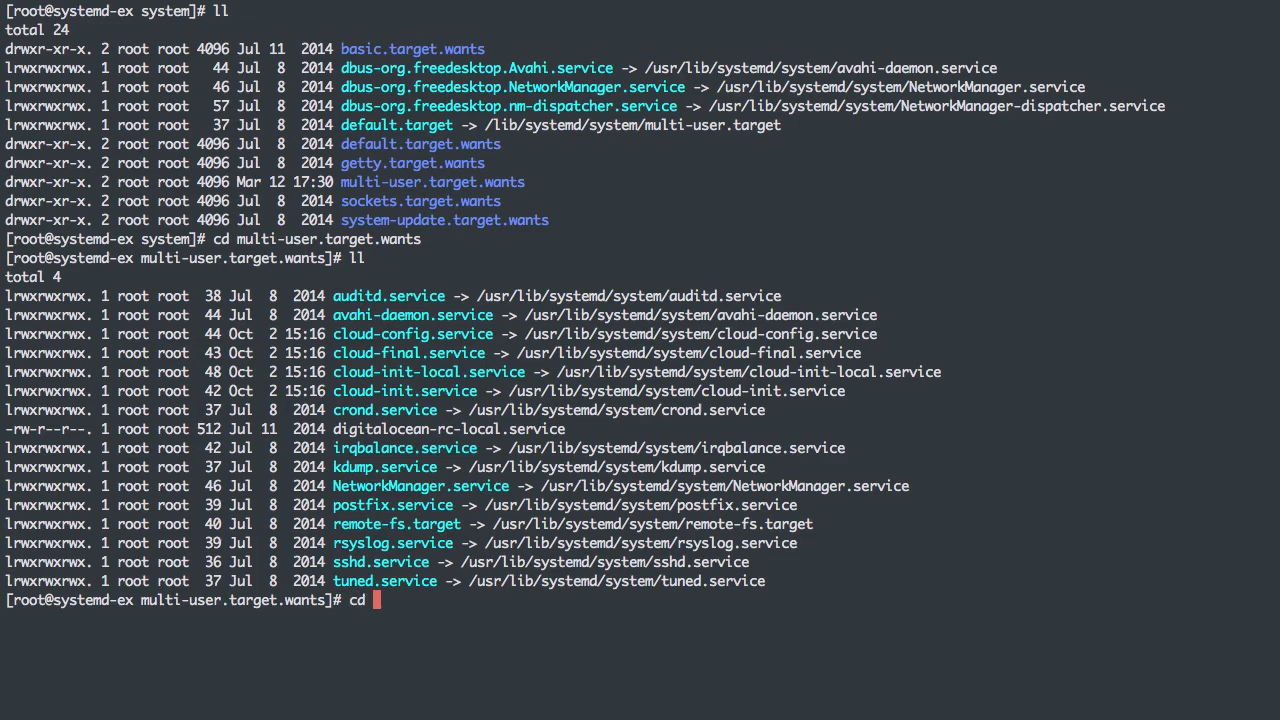 [root@systemd-ex system]# ll
total 24
drwxr-xr-x. 2 root root 4096 Jul 11  2014 basic.target.wants
lrwxrwxrwx. 1 root root   44 Jul  8  2014 dbus-org.freedesktop.Avahi.service -> /usr/lib/systemd/system/avahi-daemon.service
lrwxrwxrwx. 1 root root   46 Jul  8  2014 dbus-org.freedesktop.NetworkManager.service -> /usr/lib/systemd/system/NetworkManager.service
lrwxrwxrwx. 1 root root   57 Jul  8  2014 dbus-org.freedesktop.nm-dispatcher.service -> /usr/lib/systemd/system/NetworkManager-dispatcher.service
lrwxrwxrwx. 1 root root   37 Jul  8  2014 default.target -> /lib/systemd/system/multi-user.target
drwxr-xr-x. 2 root root 4096 Jul  8  2014 default.target.wants
drwxr-xr-x. 2 root root 4096 Jul  8  2014 getty.target.wants
drwxr-xr-x. 2 root root 4096 Mar 12 17:30 multi-user.target.wants
drwxr-xr-x. 2 root root 4096 Jul  8  2014 sockets.target.wants
drwxr-xr-x. 2 root root 4096 Jul  8  2014 system-update.target.wants
[root@systemd-ex system]# cd multi-user.target.wants
[root@systemd-ex multi-user.target.wants]# ll
total 4
lrwxrwxrwx. 1 root root  38 Jul  8  2014 auditd.service -> /usr/lib/systemd/system/auditd.service
lrwxrwxrwx. 1 root root  44 Jul  8  2014 avahi-daemon.service -> /usr/lib/systemd/system/avahi-daemon.service
lrwxrwxrwx. 1 root root  44 Oct  2 15:16 cloud-config.service -> /usr/lib/systemd/system/cloud-config.service
lrwxrwxrwx. 1 root root  43 Oct  2 15:16 cloud-final.service -> /usr/lib/systemd/system/cloud-final.service
lrwxrwxrwx. 1 root root  48 Oct  2 15:16 cloud-init-local.service -> /usr/lib/systemd/system/cloud-init-local.service
lrwxrwxrwx. 1 root root  42 Oct  2 15:16 cloud-init.service -> /usr/lib/systemd/system/cloud-init.service
lrwxrwxrwx. 1 root root  37 Jul  8  2014 crond.service -> /usr/lib/systemd/system/crond.service
-rw-r--r--. 1 root root 512 Jul 11  2014 digitalocean-rc-local.service
lrwxrwxrwx. 1 root root  42 Jul  8  2014 irqbalance.service -> /usr/lib/systemd/system/irqbalance.service
lrwxrwxrwx. 1 root root  37 Jul  8  2014 kdump.service -> /usr/lib/systemd/system/kdump.service
lrwxrwxrwx. 1 root root  46 Jul  8  2014 NetworkManager.service -> /usr/lib/systemd/system/NetworkManager.service
lrwxrwxrwx. 1 root root  39 Jul  8  2014 postfix.service -> /usr/lib/systemd/system/postfix.service
lrwxrwxrwx. 1 root root  40 Jul  8  2014 remote-fs.target -> /usr/lib/systemd/system/remote-fs.target
lrwxrwxrwx. 1 root root  39 Jul  8  2014 rsyslog.service -> /usr/lib/systemd/system/rsyslog.service
lrwxrwxrwx. 1 root root  36 Jul  8  2014 sshd.service -> /usr/lib/systemd/system/sshd.service
lrwxrwxrwx. 1 root root  37 Jul  8  2014 tuned.service -> /usr/lib/systemd/system/tuned.service
[root@systemd-ex multi-user.target.wants]# cd